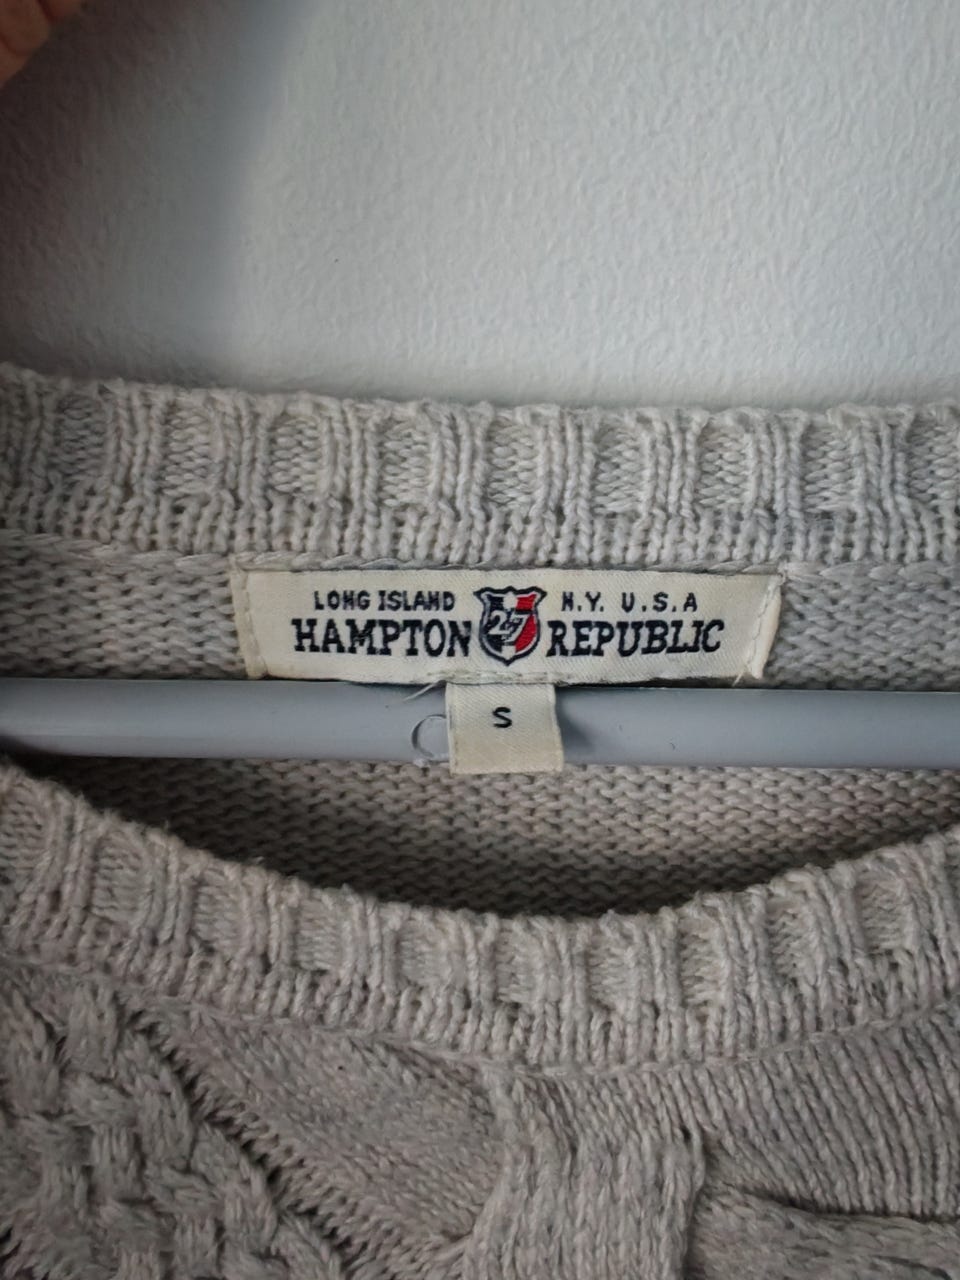 LONG ISLAND N.Y. U.S.A
HAMPTON 27 REPUBLIC
S